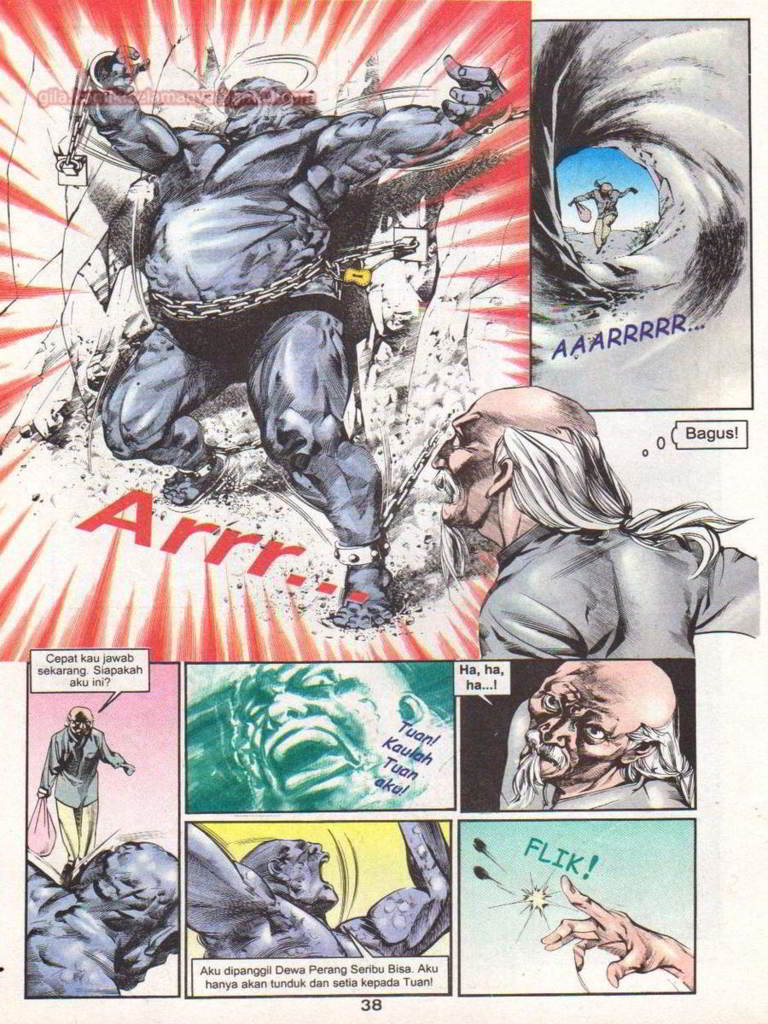 AAARRRRR...
Bagus!
Arrr...
Cepat kau jawab
sekarang. Siapakah
aku ini?
Tuan!
Kaulah
Tuan
aku!
Ha, ha,
ha...!
Aku dipanggil Dewa Perang Seribu Bisa. Aku
hanya akan tunduk dan setia kepada Tuan!
FLIK!
38